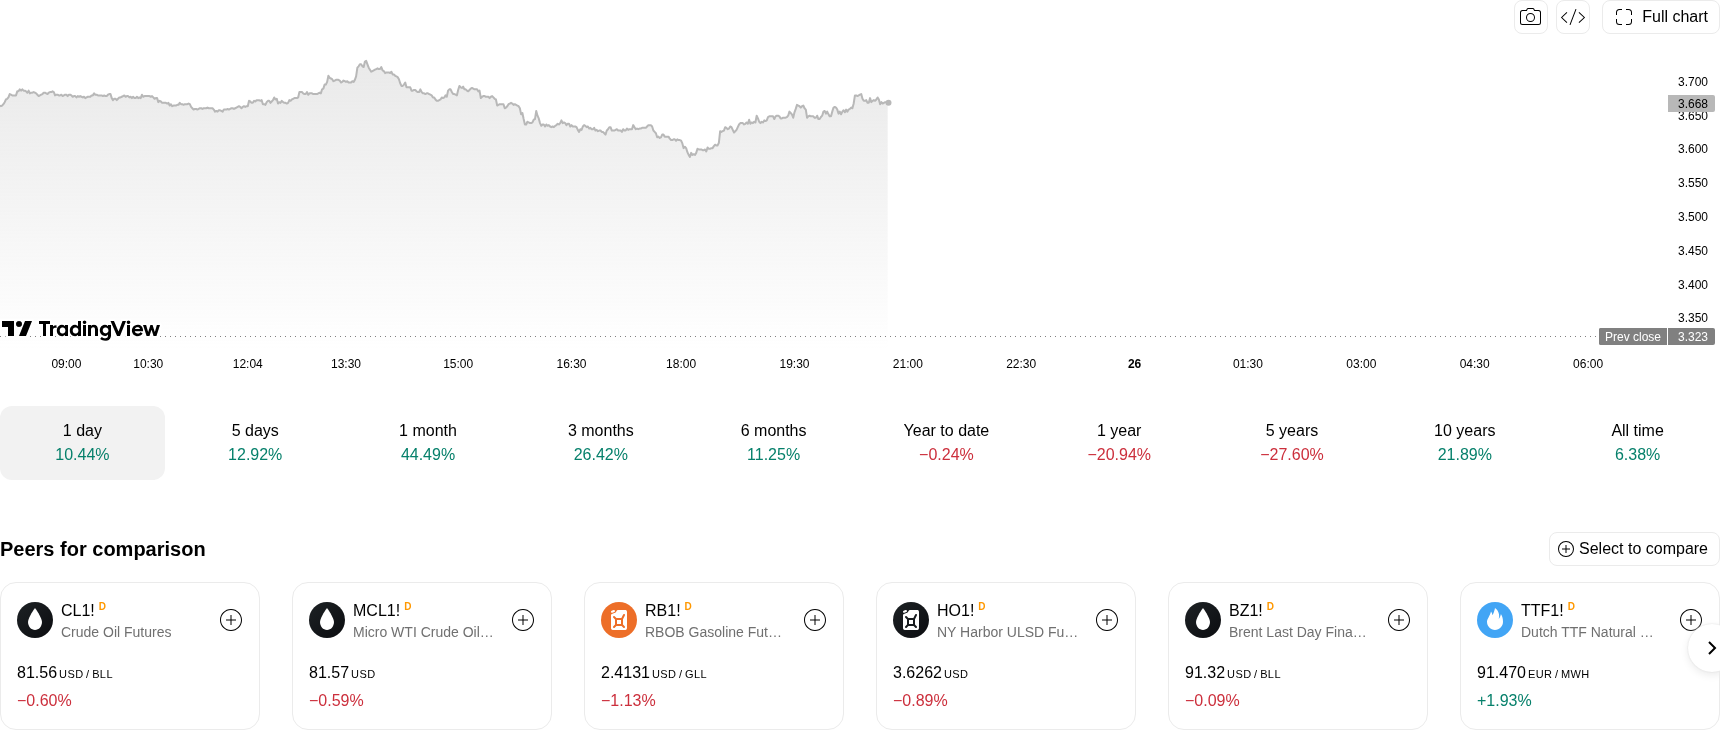 </> Full chart
3.700
3.668
3.650
3.600
3.550
3.500
3.450
3.400
3.350
TradingView
Prev close 3.323
09:00 10:30 12:04 13:30 15:00 16:30 18:00 19:30 21:00 22:30 26 01:30 03:00 04:30 06:00
1 day 5 days 1 month 3 months 6 months Year to date 1 year 5 years 10 years All time
10.44% 12.92% 44.49% 26.42% 11.25% −0.24% −20.94% −27.60% 21.89% 6.38%
Peers for comparison Select to compare
CL1! D MCL1! D RB1! D HO1! D BZ1! D TTF1! D
Crude Oil Futures Micro WTI Crude Oil… RBOB Gasoline Fut… NY Harbor ULSD Fu… Brent Last Day Fina… Dutch TTF Natural …
81.56 USD / BLL 81.57 USD 2.4131 USD / GLL 3.6262 USD 91.32 USD / BLL 91.470 EUR / MWH
−0.60% −0.59% −1.13% −0.89% −0.09% +1.93%